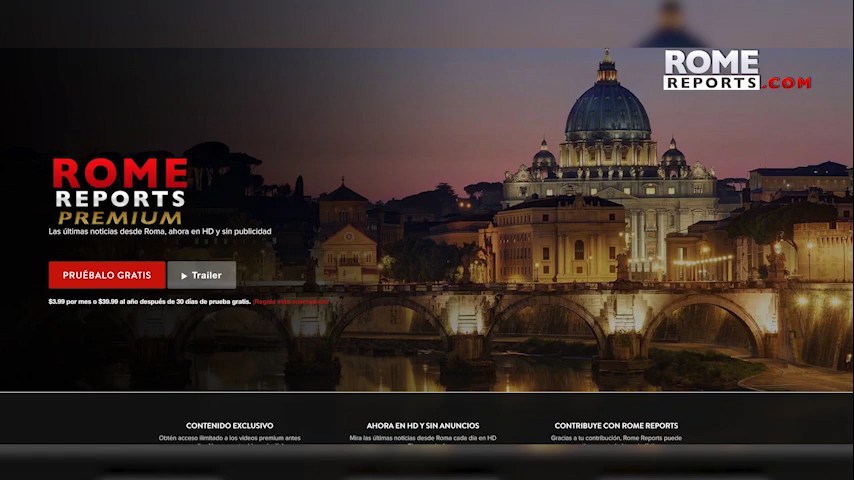 ROME
REPORTS.COM
ROME
REPORTS
PREMIUM
Las últimas noticias desde Roma, ahora en HD y sin publicidad
PRUÉBALO GRATIS
Trailer
$3.99 por mes o $39.99 al año después de 30 días de prueba gratis. ¡Regala
CONTENIDO EXCLUSIVO
AHORA EN HD Y SIN ANUNCIOS
CONTRIBUYE CON ROME REPORTS
Obtén acceso ilimitado a los videos premium antes
Mira las últimas noticias desde Roma cada día en HD
Gracias a tu contribución, Rome Reports puede